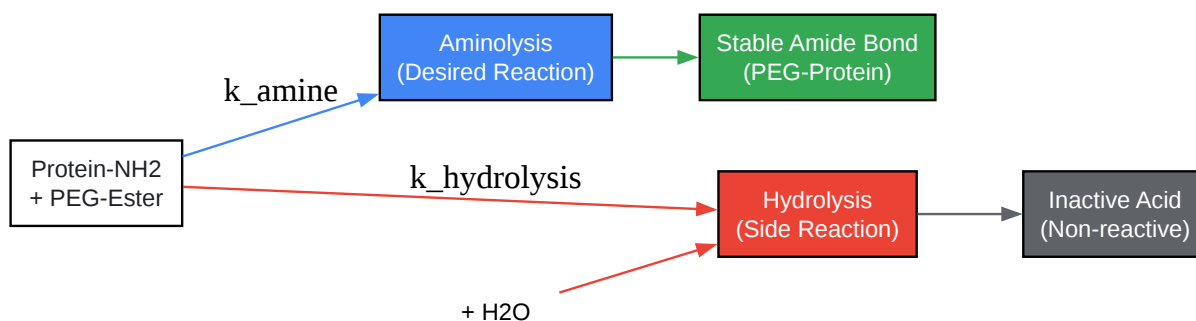 Aminolysis
(Desired Reaction)
Stable Amide Bond
(PEG-Protein)
k_amine
Protein-NH2
+ PEG-Ester
k_hydrolysis
Hydrolysis
(Side Reaction)
Inactive Acid
(Non-reactive)
+ H2O